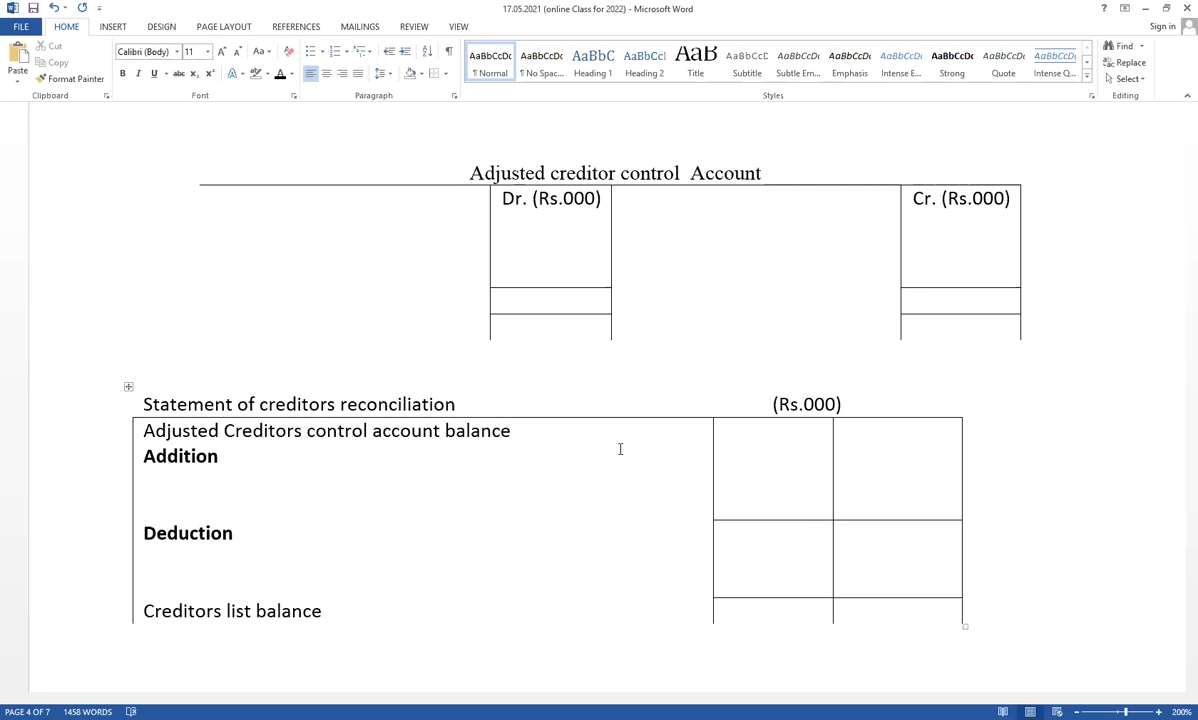 17.05.2021 (online Class for 2022) - Microsoft Word
?
Sign in
FILE HOME INSERT DESIGN PAGE LAYOUT REFERENCES MAILINGS REVIEW VIEW
Paste
Cut
Copy
Format Painter
Clipboard
Calibri (Body) 11
Font
Paragraph
AaBbCcDc AaBbCcDc AaBbC AaBbCcl AaB AaBbCcD AaBbCcDc AaBbCcDc AaBbCcDc AaBbCcDc AaBbCcDc AaBbCcDc
¶ Normal ¶ No Spac... Heading 1 Heading 2 Title Subtitle Subtle Em... Emphasis Intense E... Strong Quote Intense Q...
Styles
Find
Replace
Select
Editing
Adjusted creditor control Account
Dr. (Rs.000) Cr. (Rs.000)
Statement of creditors reconciliation (Rs.000)
Adjusted Creditors control account balance
Addition
Deduction
Creditors list balance
PAGE 4 OF 7 1458 WORDS 200%